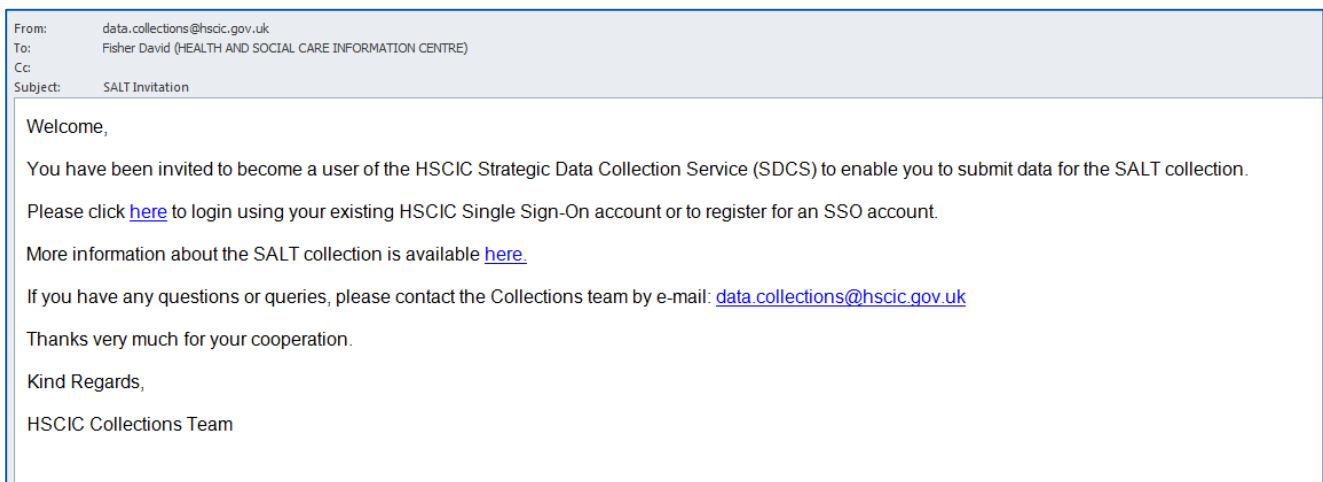 From: data.collections@hscic.gov.uk
To: Fisher David (HEALTH AND SOCIAL CARE INFORMATION CENTRE)
Cc:
Subject: SALT Invitation
Welcome,
You have been invited to become a user of the HSCIC Strategic Data Collection Service (SDCS) to enable you to submit data for the SALT collection.
Please click here to login using your existing HSCIC Single Sign-On account or to register for an SSO account.
More information about the SALT collection is available here.
If you have any questions or queries, please contact the Collections team by e-mail: data.collections@hscic.gov.uk
Thanks very much for your cooperation.
Kind Regards,
HSCIC Collections Team